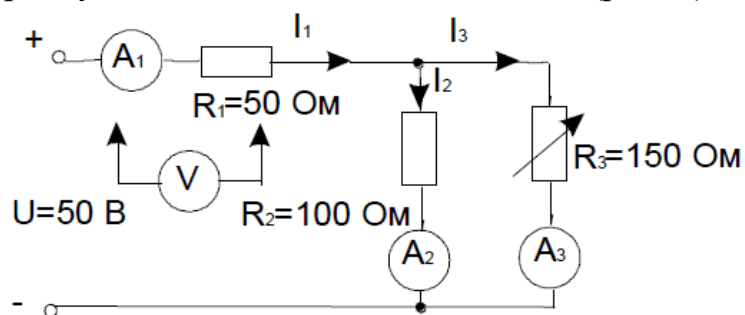 +
A₁
I₁
I₃
I₂
R₁=50 Ом
R₃=150 Ом
V
U=50 В
R₂=100 Ом
A₂
A₃
-